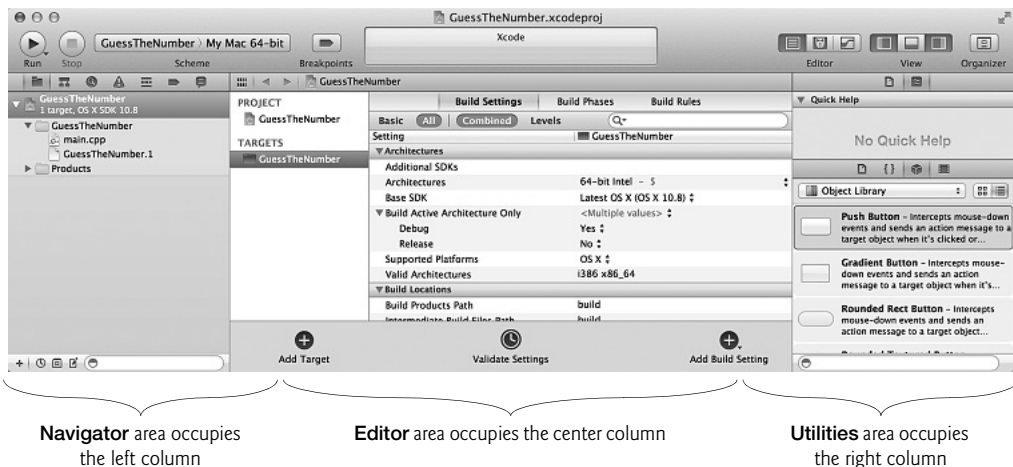 GuessTheNumber.xcodeproj
GuessTheNumber › My Mac 64-bit
Xcode
Run Stop Scheme Breakpoints Editor View Organizer
GuessTheNumber
GuessTheNumber
1 target, OS X SDK 10.8
GuessTheNumber
main.cpp
GuessTheNumber.1
Products
PROJECT
GuessTheNumber
TARGETS
GuessTheNumber
Build Settings Build Phases Build Rules
Basic All Combined Levels
Setting GuessTheNumber
Architectures
Additional SDKs
Architectures 64-bit Intel – S
Base SDK Latest OS X (OS X 10.8)
Build Active Architecture Only <Multiple values>
Debug Yes
Release No
Supported Platforms OS X
Valid Architectures i386 x86_64
Build Locations
Build Products Path build
Intermediate Build Files Path build
Add Target Validate Settings Add Build Setting
Quick Help
No Quick Help
Object Library
Push Button – Intercepts mouse-down
events and sends an action message to a
target object when it's clicked or...
Gradient Button – Intercepts mouse-
down events and sends an action
message to a target object when it's...
Rounded Rect Button – Intercepts
mouse-down events and sends an
action message to a target object...
Navigator area occupies
the left column
Editor area occupies the center column
Utilities area occupies
the right column